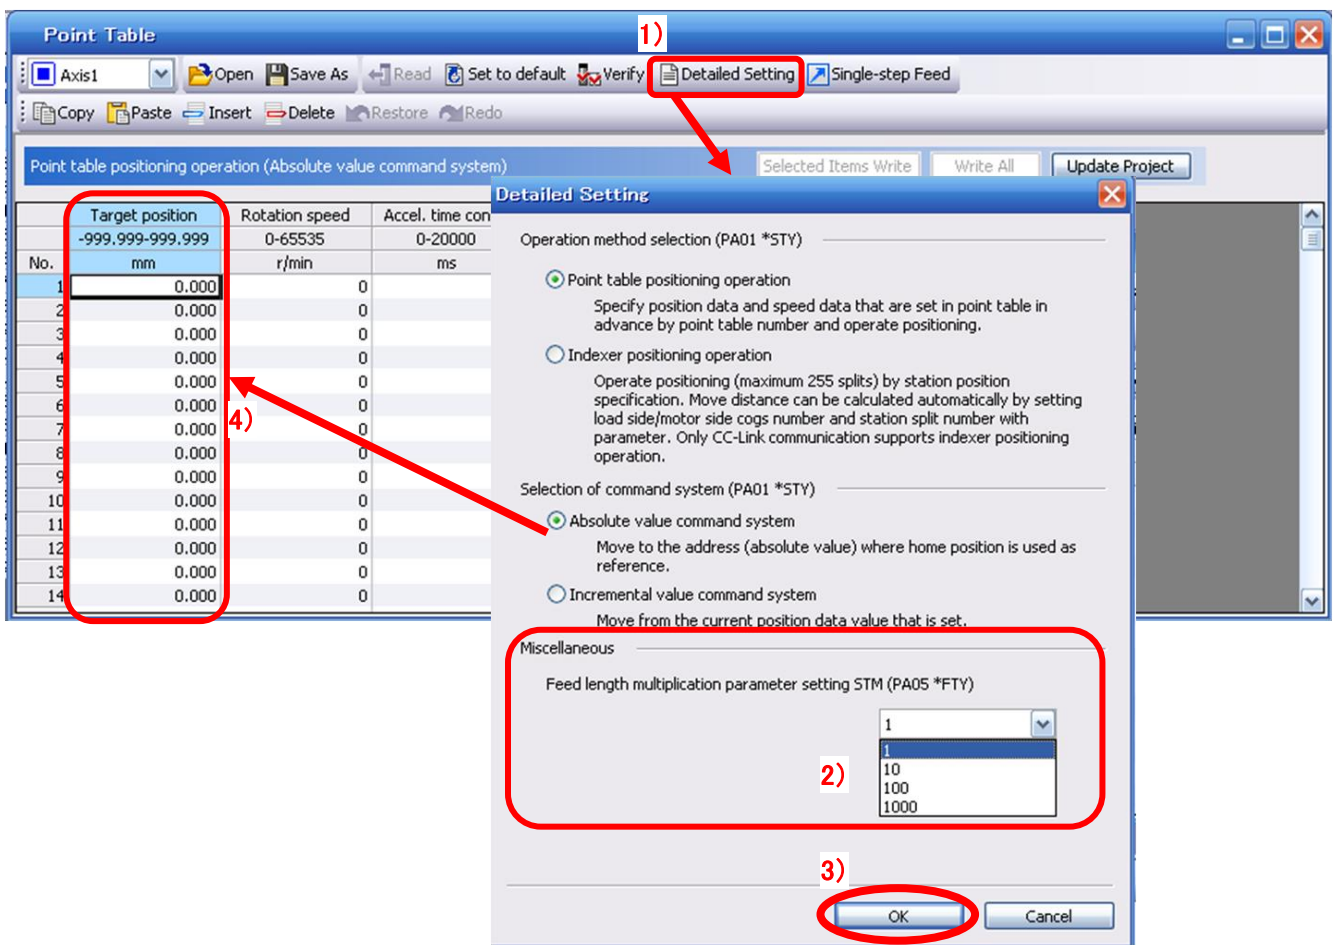 Point Table
1)
Axis1 Open Save As Read Set to default Verify Detailed Setting Single-step Feed
Copy Paste Insert Delete Restore Redo
Point table positioning operation (Absolute value command system) Selected Items Write Write All Update Project
Target position Rotation speed Accel. time con
-999.999-999.999 0-65535 0-20000
No. mm r/min ms
1 0.000 0
2 0.000 0
3 0.000 0
4 0.000 0
5 0.000 0
6 0.000 0
7 0.000 0
8 0.000 0
9 0.000 0
10 0.000 0
11 0.000 0
12 0.000 0
13 0.000 0
14 0.000 0
4)
Detailed Setting
Operation method selection (PA01 *STY)
Point table positioning operation
Specify position data and speed data that are set in point table in
advance by point table number and operate positioning.
Indexer positioning operation
Operate positioning (maximum 255 splits) by station position
specification. Move distance can be calculated automatically by setting
load side/motor side cogs number and station split number with
parameter. Only CC-Link communication supports indexer positioning
operation.
Selection of command system (PA01 *STY)
Absolute value command system
Move to the address (absolute value) where home position is used as
reference.
Incremental value command system
Move from the current position data value that is set.
Miscellaneous
Feed length multiplication parameter setting STM (PA05 *FTY)
1
1
10
100
1000
2)
3)
OK Cancel